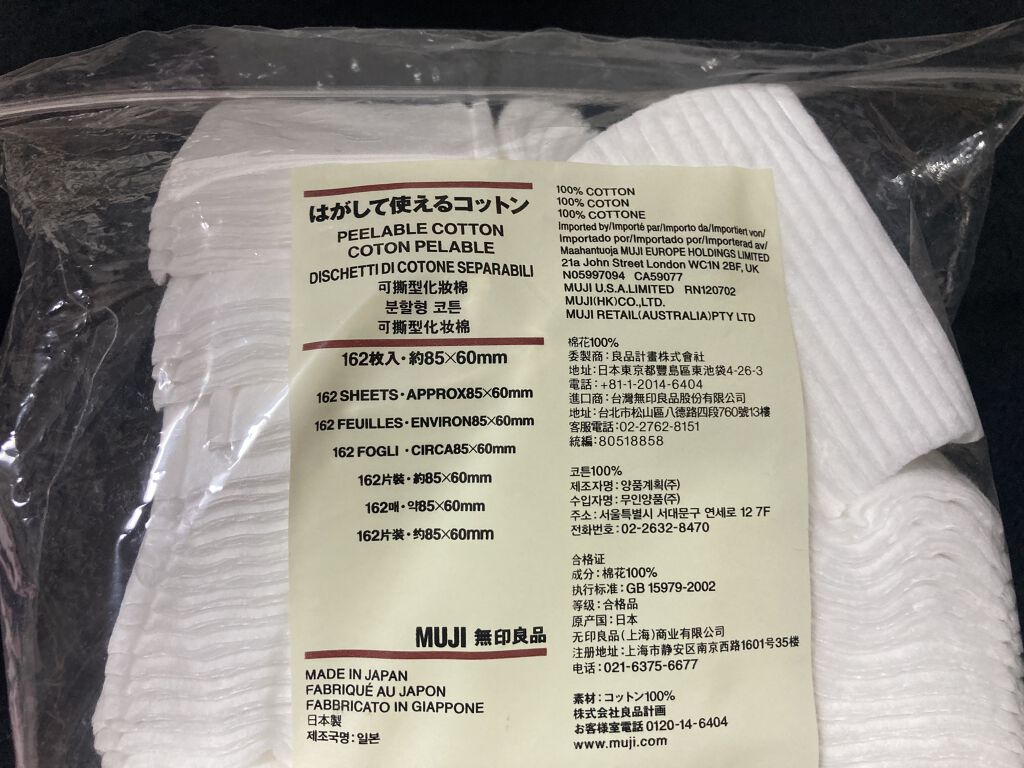 はがして使えるコットン
PEELABLE COTTON
COTON PELABLE
DISCHETTI DI COTONE SEPARABILI
可撕型化妝棉
분할형 코튼
可撕型化妆棉
162枚入・約85×60mm
162 SHEETS・APPROX85×60mm
162 FEUILLES・ENVIRON85×60mm
162 FOGLI・CIRCA85×60mm
162片裝・約85×60mm
162매・약85×60mm
162片装・约85×60mm
MUJI 無印良品
MADE IN JAPAN
FABRIQUÉ AU JAPON
FABBRICATO IN GIAPPONE
日本製
제조국명:일본
100% COTTON
100% COTON
100% COTTONE
Imported by/Importé par/Importo da/Importiert von/
Importado por/Importado por/Importerad av/
Maahantuoja MUJI EUROPE HOLDINGS LIMITED
21a John Street London WC1N 2BF, UK
N05997094 CA59077
MUJI U.S.A.LIMITED RN120702
MUJI(HK)CO.,LTD.
MUJI RETAIL(AUSTRALIA)PTY LTD
棉花100%
委製商:良品計畫株式會社
地址:日本東京都豐島區東池袋4-26-3
電話:+81-1-2014-6404
進口商:台灣無印良品股份有限公司
地址:台北市松山區八德路四段760號13樓
客服電話:02-2762-8151
統編:80518858
코튼100%
제조자명:양품계획(주)
수입자명:무인양품(주)
주소:서울특별시 서대문구 연세로 12 7F
전화번호:02-2632-8470
合格证
成分:棉花100%
执行标准:GB 15979-2002
等级:合格品
原产国:日本
无印良品(上海)商业有限公司
注册地址:上海市静安区南京西路1601号35楼
电话:021-6375-6677
素材:コットン100%
株式会社良品計画
お客様室電話 0120-14-6404
www.muji.com